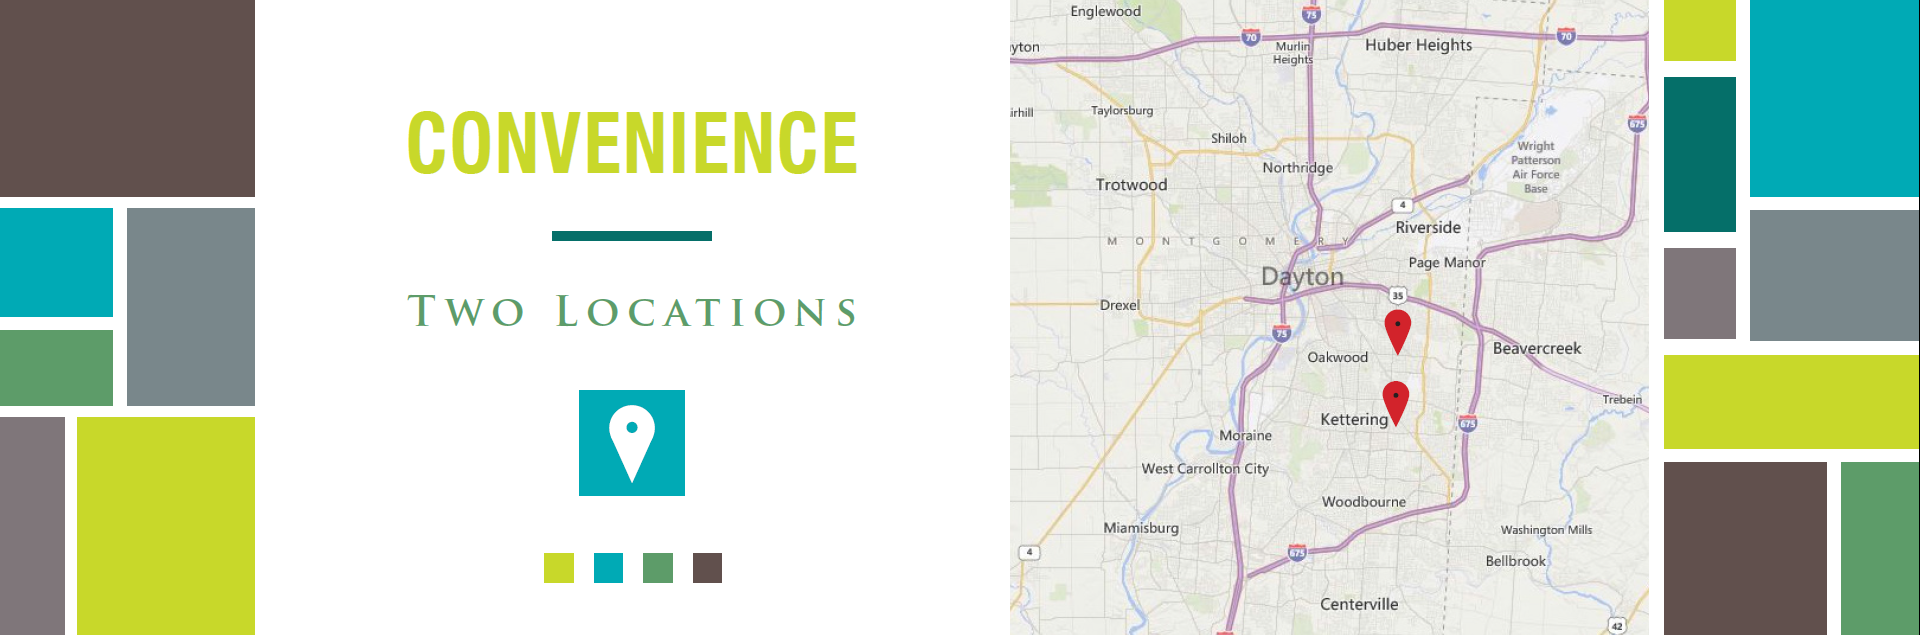 CONVENIENCE
TWO LOCATIONS
Englewood
75
70
70
yton
Murlin
Heights
Huber Heights
irhill
Taylorsburg
675
Shiloh
Wright
Patterson
Air Force
Base
Northridge
Trotwood
4
Riverside
MONTGOMERY
Page Manor
Dayton
35
Drexel
75
Oakwood
Beavercreek
Trebein
Kettering
675
Moraine
West Carrollton City
Woodbourne
Miamisburg
Washington Mills
4
675
Bellbrook
Centerville
42